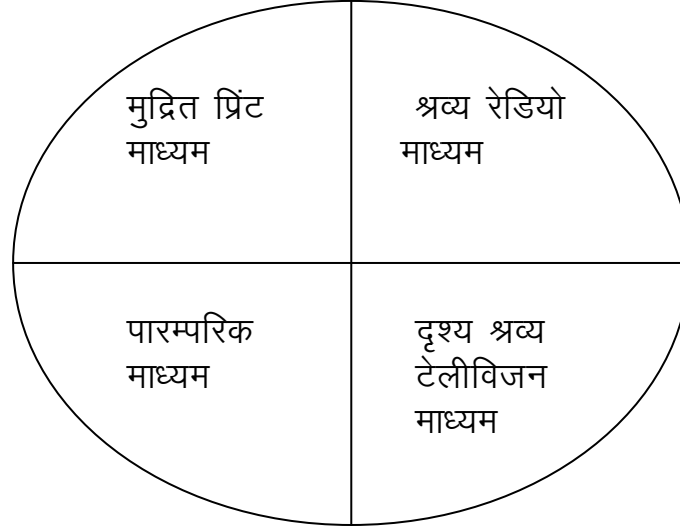 मुद्रित प्रिंट
माध्यम
श्रव्य रेडियो
माध्यम
पारम्परिक
माध्यम
दृश्य श्रव्य
टेलीविजन
माध्यम